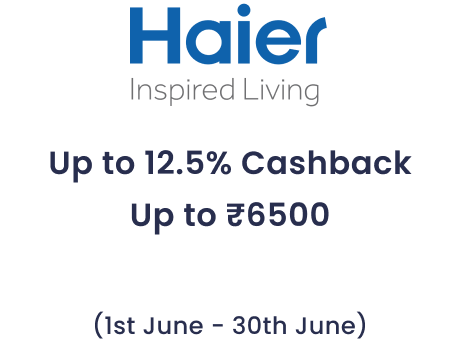 Haier
Inspired Living
Up to 12.5% Cashback
Up to ₹6500
(1st June - 30th June)